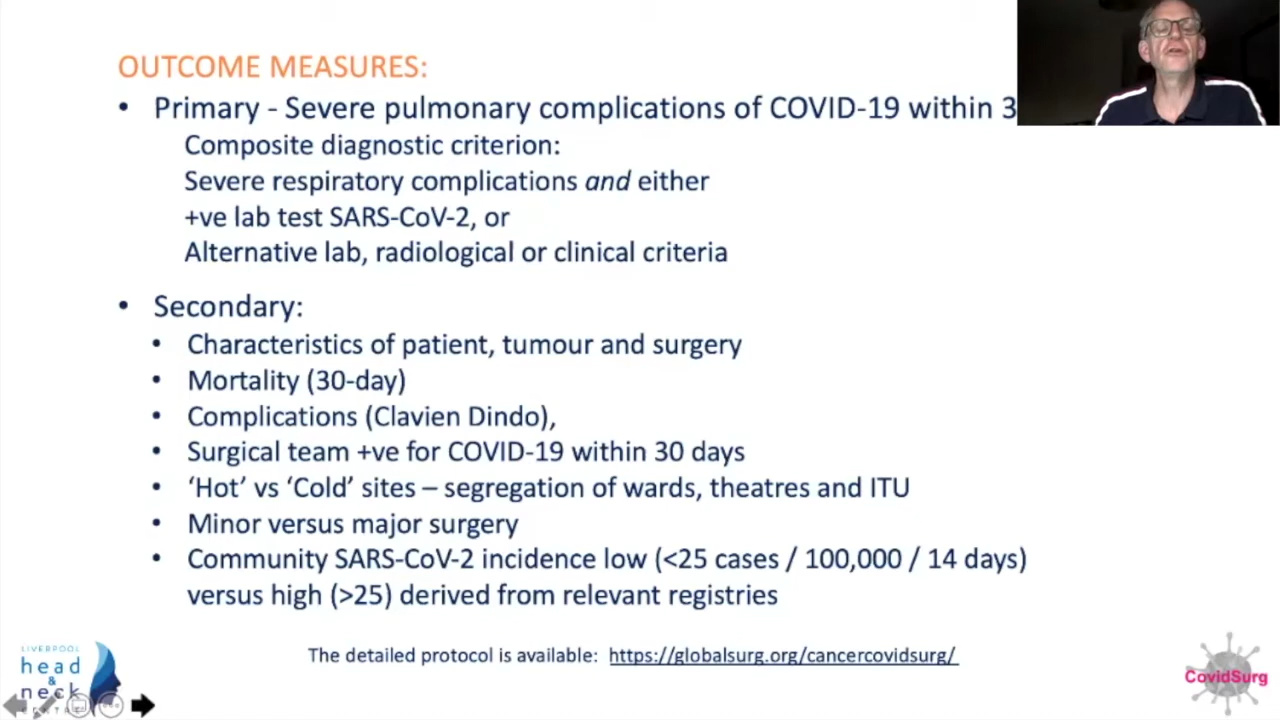 OUTCOME MEASURES:
• Primary - Severe pulmonary complications of COVID-19 within 3
Composite diagnostic criterion:
Severe respiratory complications and either
+ve lab test SARS-CoV-2, or
Alternative lab, radiological or clinical criteria
• Secondary:
• Characteristics of patient, tumour and surgery
• Mortality (30-day)
• Complications (Clavien Dindo),
• Surgical team +ve for COVID-19 within 30 days
• ‘Hot’ vs ‘Cold’ sites – segregation of wards, theatres and ITU
• Minor versus major surgery
• Community SARS-CoV-2 incidence low (<25 cases / 100,000 / 14 days)
versus high (>25) derived from relevant registries
The detailed protocol is available: https://globalsurg.org/cancercovidsurg/
LIVERPOOL
head
&
neck
CovidSurg